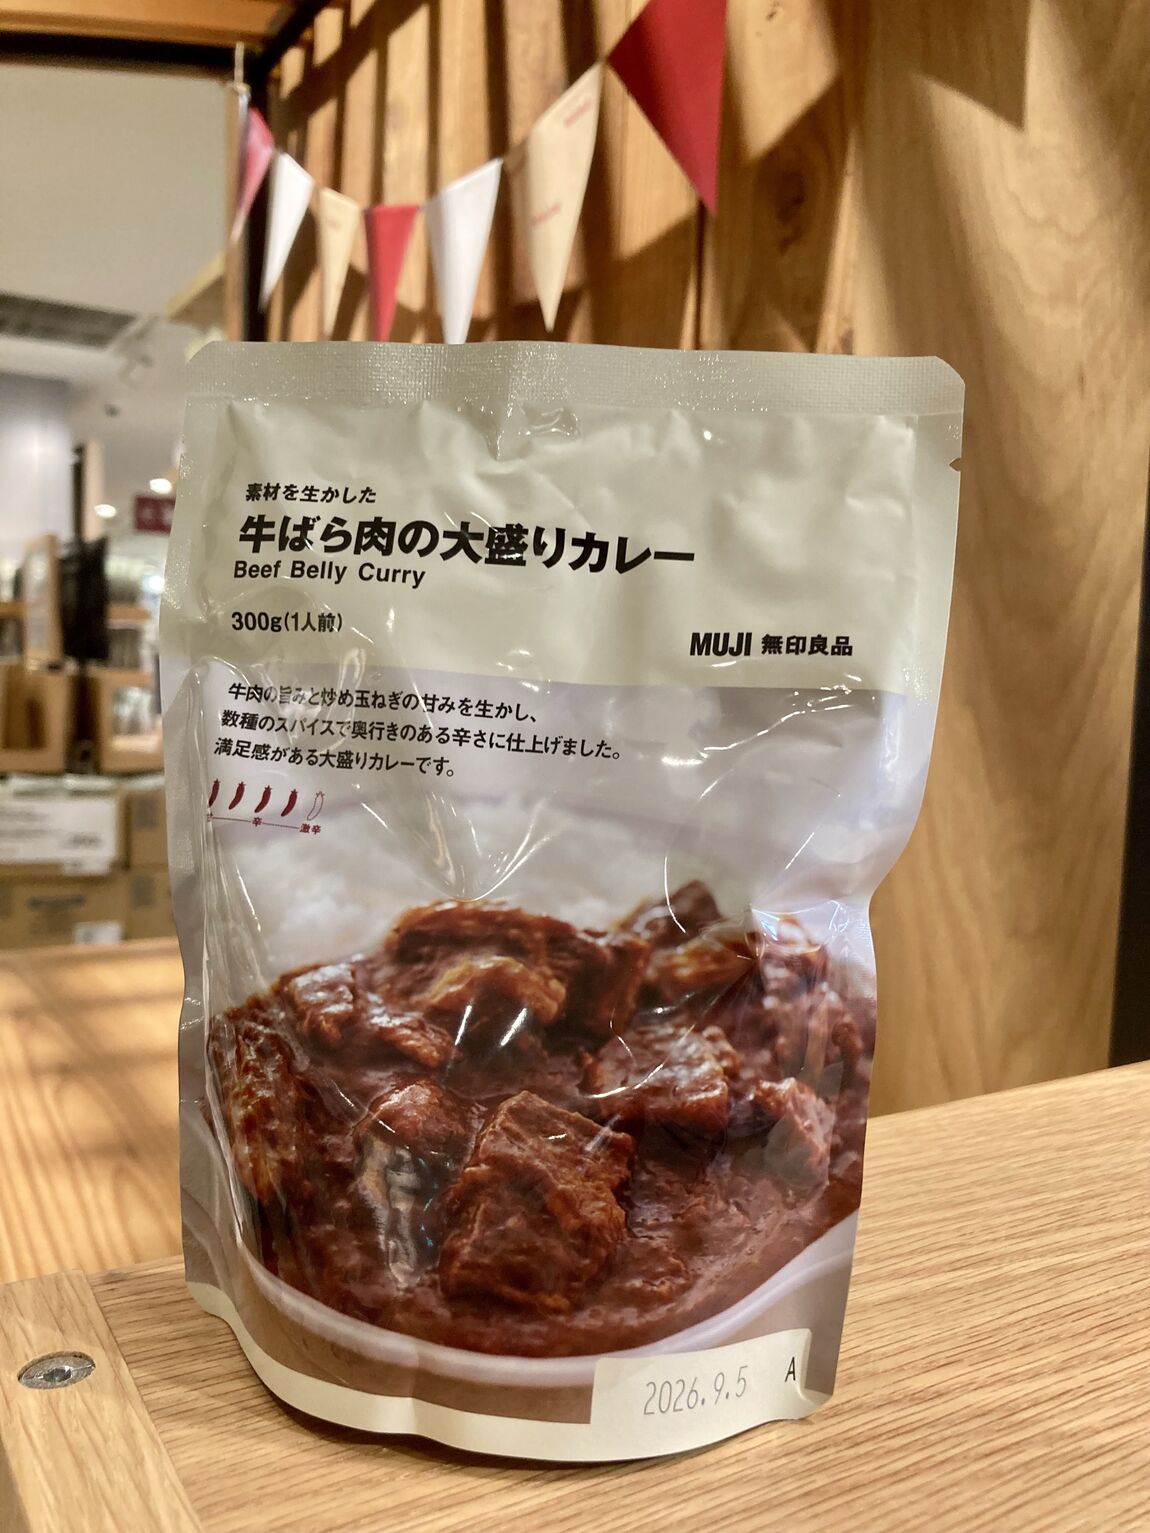 素材を生かした
牛ばら肉の大盛りカレー
Beef Belly Curry
300g(1人前)
MUJI 無印良品
牛肉の旨みと炒め玉ねぎの甘みを生かし、
数種のスパイスで奥行きのある辛さに仕上げました。
満足感がある大盛りカレーです。
辛 激辛
2026.9.5 A